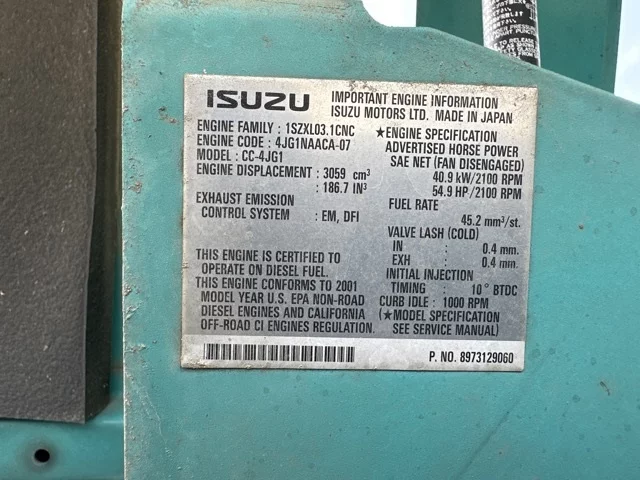 ISUZU
IMPORTANT ENGINE INFORMATION
ISUZU MOTORS LTD. MADE IN JAPAN
ENGINE FAMILY : 1SZXL03.1CNC
ENGINE CODE : 4JG1NAACA-07
MODEL : CC-4JG1
ENGINE DISPLACEMENT : 3059 cm³
: 186.7 IN³
EXHAUST EMISSION
CONTROL SYSTEM : EM, DFI
THIS ENGINE IS CERTIFIED TO
OPERATE ON DIESEL FUEL.
THIS ENGINE CONFORMS TO 2001
MODEL YEAR U.S. EPA NON-ROAD
DIESEL ENGINES AND CALIFORNIA
OFF-ROAD CI ENGINES REGULATION.
★ENGINE SPECIFICATION
ADVERTISED HORSE POWER
SAE NET (FAN DISENGAGED)
40.9 kW/2100 RPM
54.9 HP/2100 RPM
FUEL RATE
45.2 mm³/st.
VALVE LASH (COLD)
IN : 0.4 mm.
EXH : 0.4 mm.
INITIAL INJECTION
TIMING : 10° BTDC
CURB IDLE : 1000 RPM
(★MODEL SPECIFICATION
SEE SERVICE MANUAL)
P. NO. 8973129060